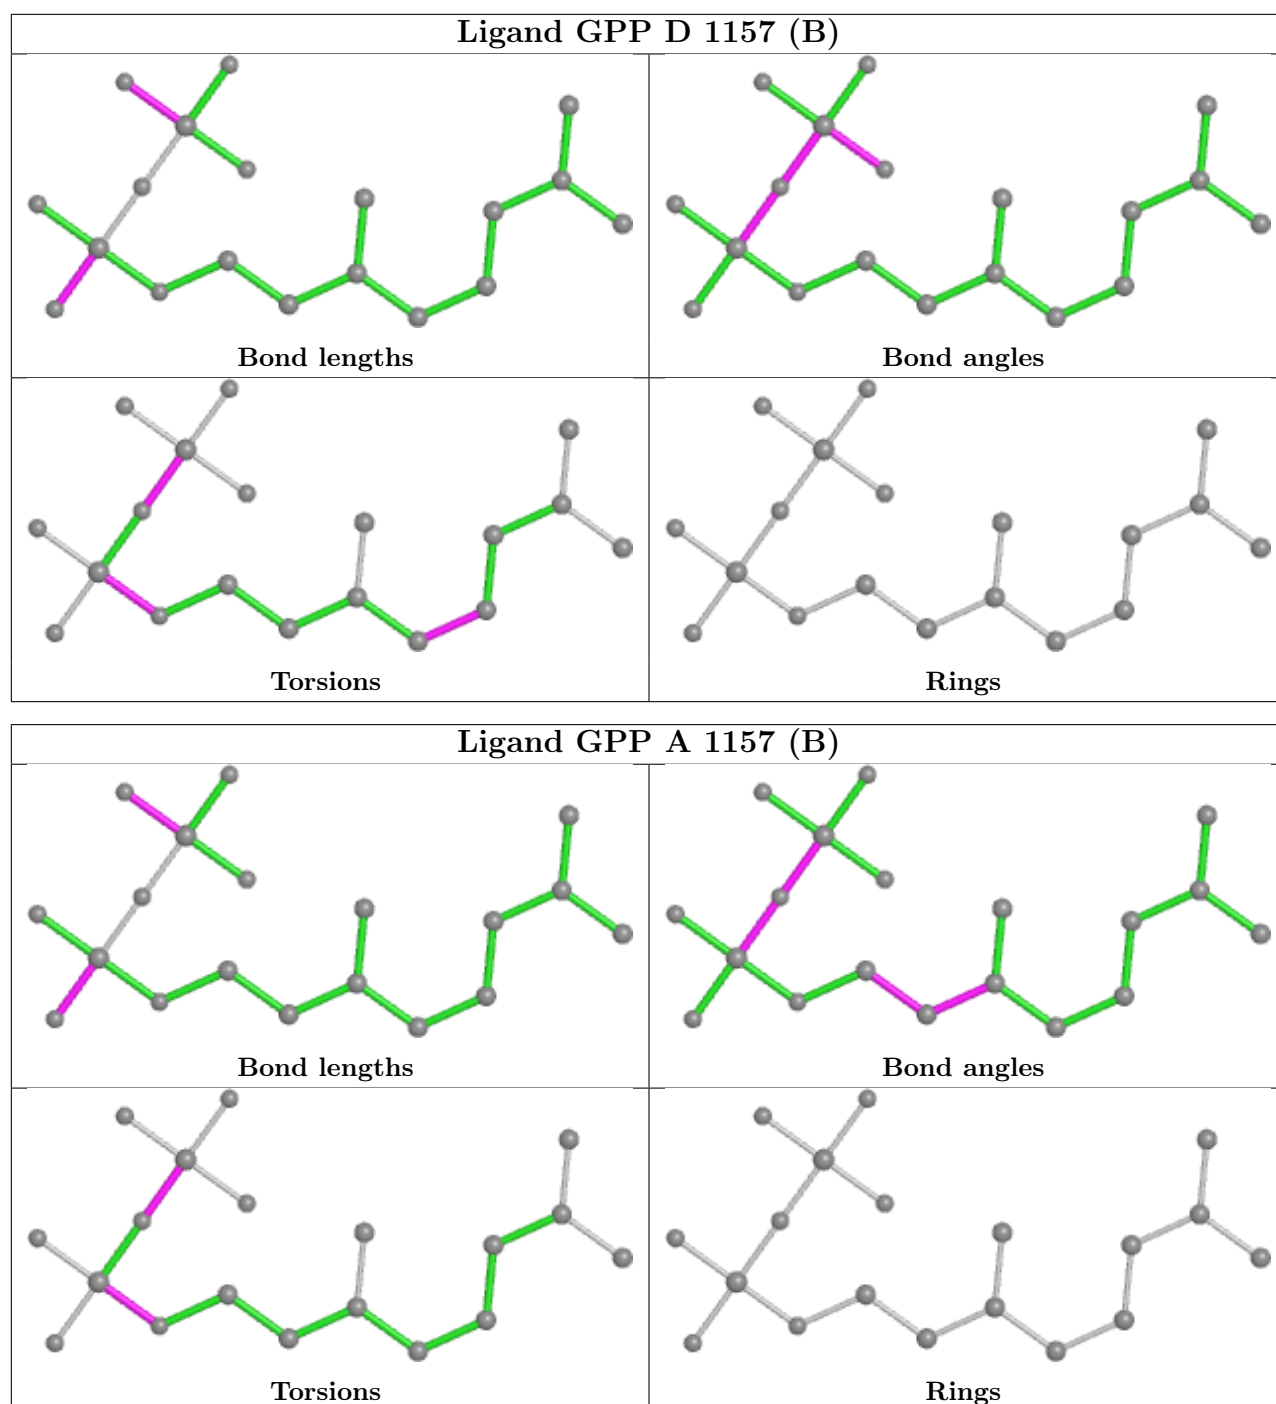 Ligand GPP D 1157 (B)
Bond lengths
Bond angles
Torsions
Rings
Ligand GPP A 1157 (B)
Bond lengths
Bond angles
Torsions
Rings